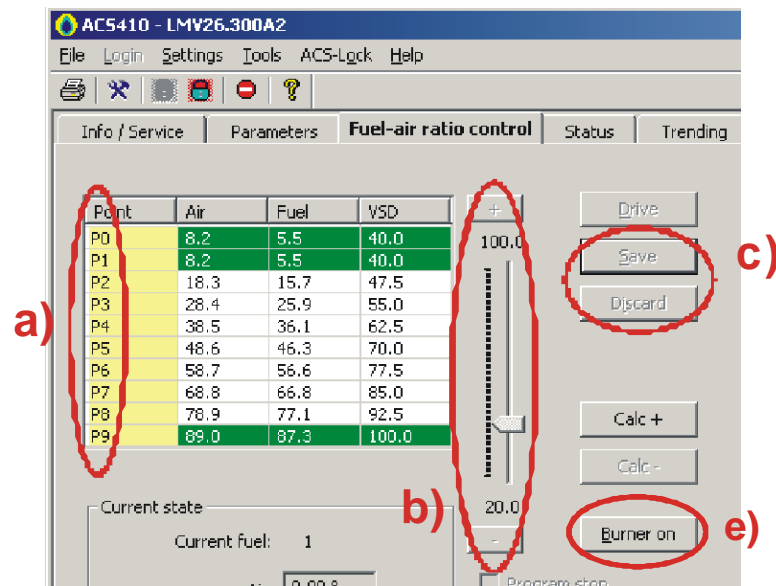 ACS410 - LMV26.300A2
File Login Settings Tools ACS-Lock Help
Info / Service Parameters Fuel-air ratio control Status Trending
Point Air Fuel VSD
P0 8.2 5.5 40.0
P1 8.2 5.5 40.0
P2 18.3 15.7 47.5
P3 28.4 25.9 55.0
P4 38.5 36.1 62.5
P5 48.6 46.3 70.0
P6 58.7 56.6 77.5
P7 68.8 66.8 85.0
P8 78.9 77.1 92.5
P9 89.0 87.3 100.0
a)
+
100.0
20.0
-
b)
Drive
Save
Discard
c)
Calc +
Calc -
Burner on
e)
Current state
Current fuel: 1
0.00 °
Program stop